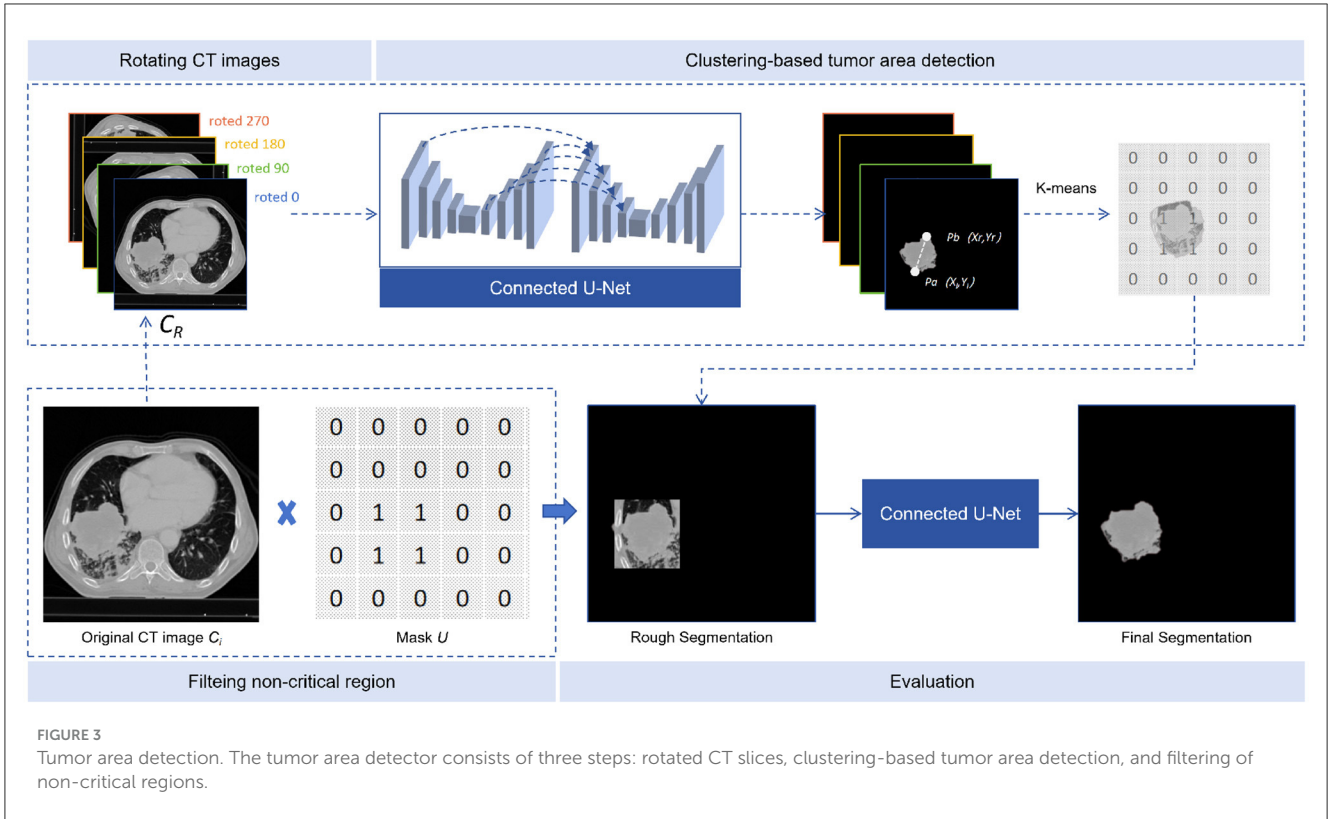 Rotating CT images
Clustering-based tumor area detection
roted 270
roted 180
roted 90
roted 0
C_R
Connected U-Net
Pb (Xr,Yr)
Pa (X_i,Y_i)
K-means
0 0 0 0 0
0 0 0 0 0
0 1 1 0 0
0 1 1 0 0
0 0 0 0 0
0 0 0 0 0
0 0 0 0 0
0 1 1 0 0
0 1 1 0 0
0 0 0 0 0
Original CT image C_i
Mask U
Rough Segmentation
Connected U-Net
Final Segmentation
Filteing non-critical region
Evaluation
FIGURE 3
Tumor area detection. The tumor area detector consists of three steps: rotated CT slices, clustering-based tumor area detection, and filtering of
non-critical regions.